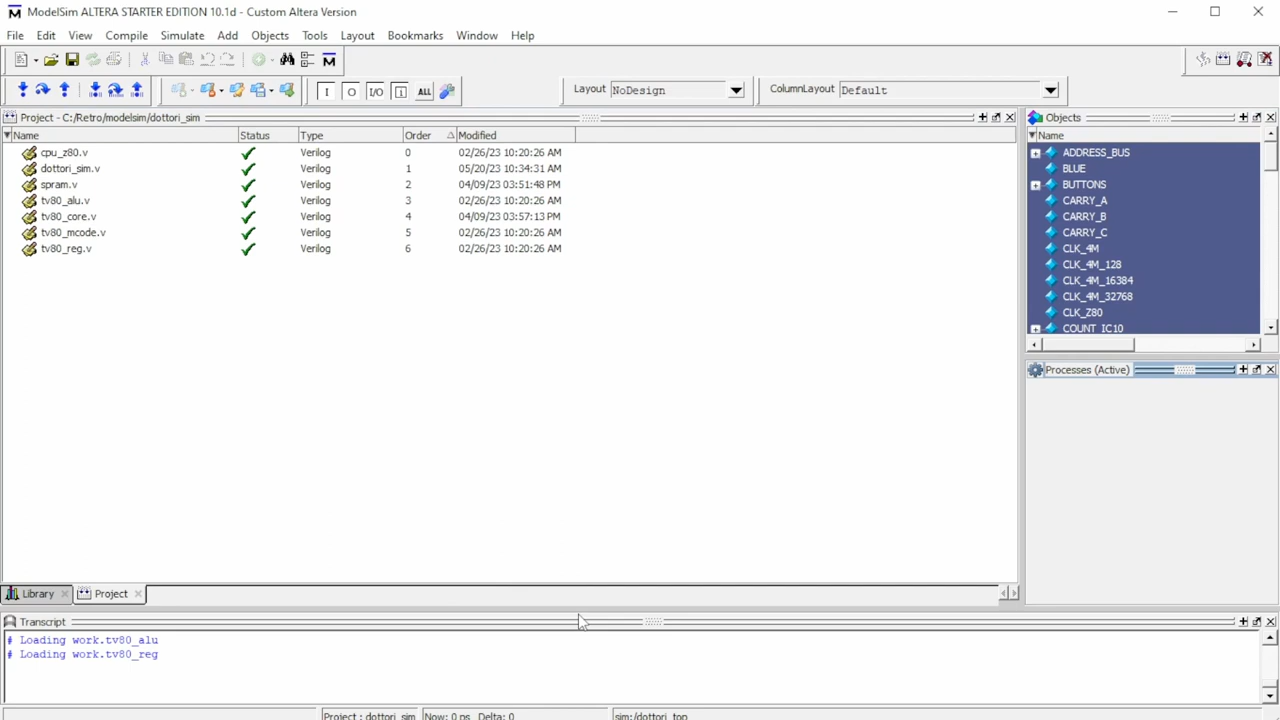 ModelSim ALTERA STARTER EDITION 10.1d - Custom Altera Version
File Edit View Compile Simulate Add Objects Tools Layout Bookmarks Window Help
I O I/O i ALL Layout NoDesign ColumnLayout Default
Project - C:/Retro/modelsim/dottori_sim
Name Status Type Order Modified
cpu_z80.v Verilog 0 02/26/23 10:20:26 AM
dottori_sim.v Verilog 1 05/20/23 10:34:31 AM
spram.v Verilog 2 04/09/23 03:51:48 PM
tv80_alu.v Verilog 3 02/26/23 10:20:26 AM
tv80_core.v Verilog 4 04/09/23 03:57:13 PM
tv80_mcode.v Verilog 5 02/26/23 10:20:26 AM
tv80_reg.v Verilog 6 02/26/23 10:20:26 AM
Objects
Name
ADDRESS_BUS
BLUE
BUTTONS
CARRY_A
CARRY_B
CARRY_C
CLK_4M
CLK_4M_128
CLK_4M_16384
CLK_4M_32768
CLK_Z80
COUNT_IC10
Processes (Active)
Library Project
Transcript
# Loading work.tv80_alu
# Loading work.tv80_reg
Project : dottori_sim Now: 0 ps Delta: 0 sim:/dottori_top